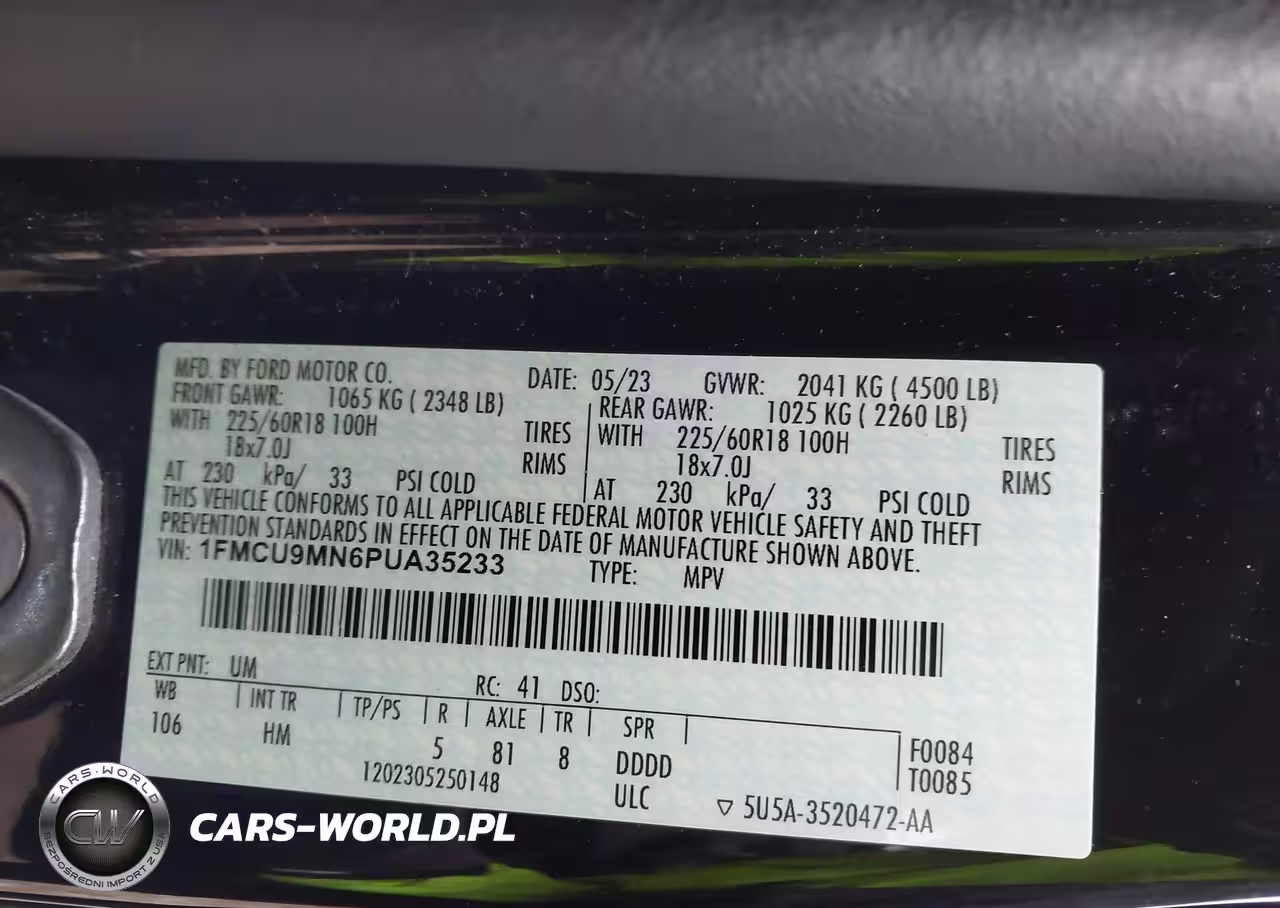 MFD. BY FORD MOTOR CO. DATE: 05/23 GVWR: 2041 KG ( 4500 LB)
FRONT GAWR: 1065 KG ( 2348 LB) REAR GAWR: 1025 KG ( 2260 LB)
WITH 225/60R18 100H TIRES WITH 225/60R18 100H TIRES
18x7.0J RIMS 18x7.0J RIMS
AT 230 kPa/ 33 PSI COLD AT 230 kPa/ 33 PSI COLD
THIS VEHICLE CONFORMS TO ALL APPLICABLE FEDERAL MOTOR VEHICLE SAFETY AND THEFT
PREVENTION STANDARDS IN EFFECT ON THE DATE OF MANUFACTURE SHOWN ABOVE.
VIN: 1FMCU9MN6PUA35233 TYPE: MPV
EXT PNT: UM RC: 41 DSO:
WB | INT TR | TP/PS | R | AXLE | TR | SPR |
106 HM 5 81 8 DDDD
F0084
T0085
1202305250148 ULC ▽ 5U5A-3520472-AA
CARS-WORLD
CW
BEZPOŚREDNI IMPORT Z USA
CARS-WORLD.PL